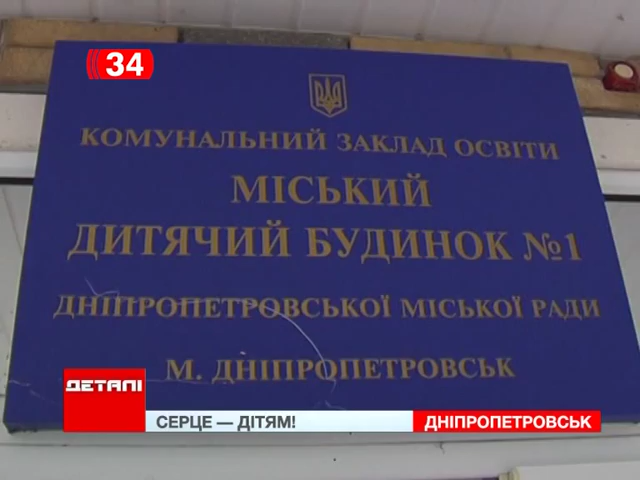 34
КОМУНАЛЬНИЙ ЗАКЛАД ОСВІТИ
МІСЬКИЙ
ДИТЯЧИЙ БУДИНОК №1
ДНІПРОПЕТРОВСЬКОЇ МІСЬКОЇ РАДИ
М. ДНІПРОПЕТРОВСЬК
ДЕТАЛІ
СЕРЦЕ — ДІТЯМ!
ДНІПРОПЕТРОВСЬК